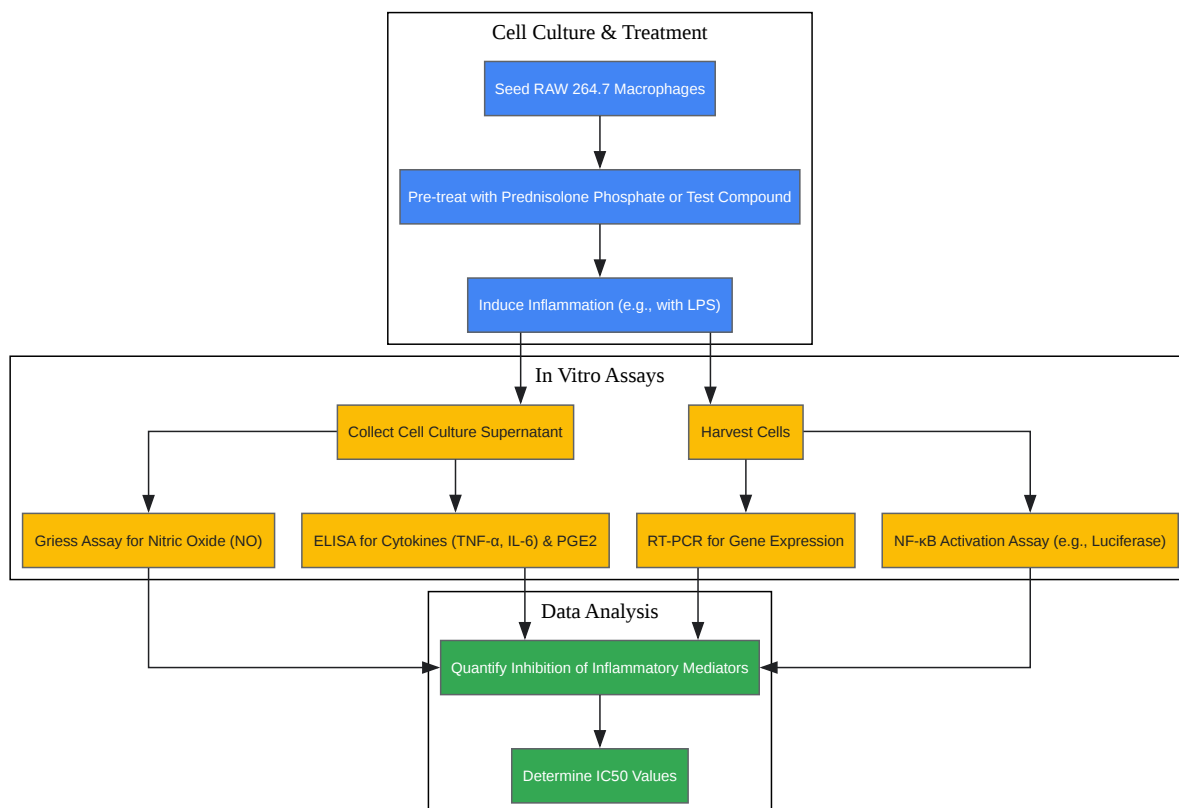 Cell Culture & Treatment
Seed RAW 264.7 Macrophages
Pre-treat with Prednisolone Phosphate or Test Compound
Induce Inflammation (e.g., with LPS)
In Vitro Assays
Collect Cell Culture Supernatant
Harvest Cells
Griess Assay for Nitric Oxide (NO)
ELISA for Cytokines (TNF-α, IL-6) & PGE2
RT-PCR for Gene Expression
NF-κB Activation Assay (e.g., Luciferase)
Data Analysis
Quantify Inhibition of Inflammatory Mediators
Determine IC50 Values